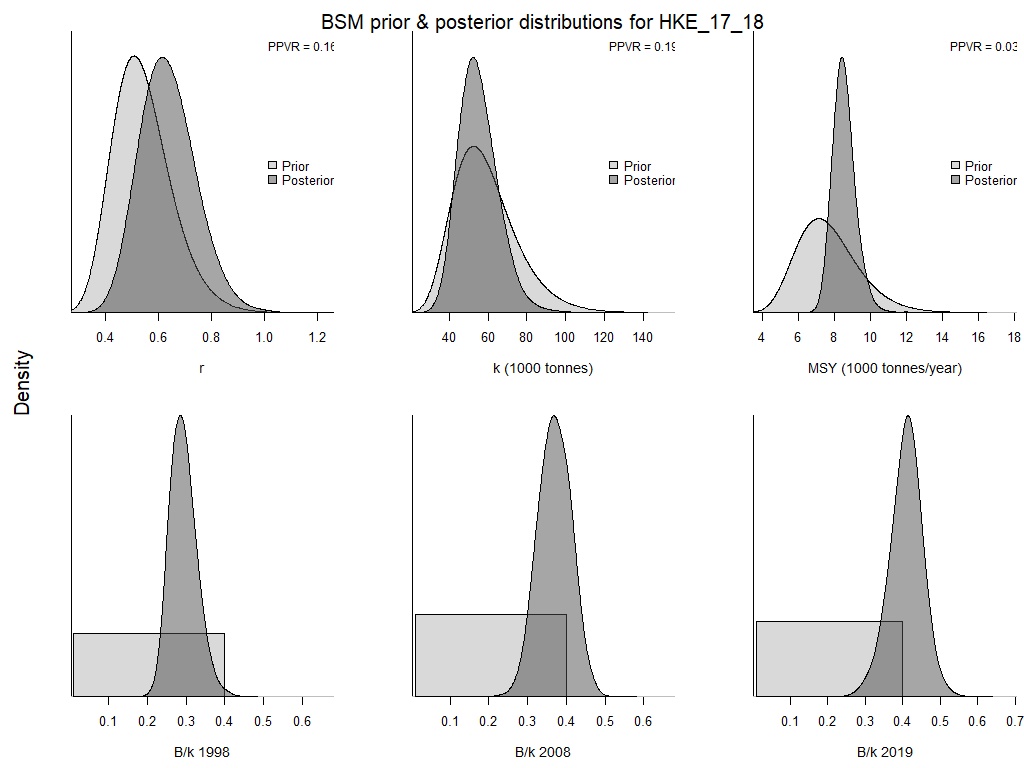 BSM prior & posterior distributions for HKE_17_18
PPVR = 0.16
PPVR = 0.19
PPVR = 0.03
Prior
Posterior
Prior
Posterior
Prior
Posterior
0.4 0.6 0.8 1.0 1.2
40 60 80 100 120 140
4 6 8 10 12 14 16 18
r
k (1000 tonnes)
MSY (1000 tonnes/year)
Density
0.1 0.2 0.3 0.4 0.5 0.6
0.1 0.2 0.3 0.4 0.5 0.6
0.1 0.2 0.3 0.4 0.5 0.6 0.7
B/k 1998
B/k 2008
B/k 2019